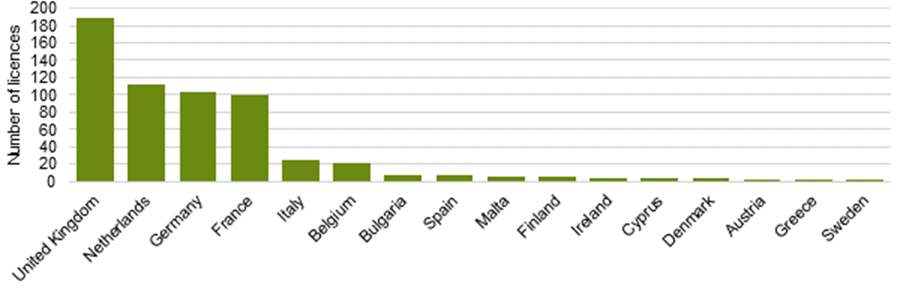 Number of licences
200
180
160
140
120
100
80
60
40
20
0
United Kingdom
Netherlands
Germany
France
Italy
Belgium
Bulgaria
Spain
Malta
Finland
Ireland
Cyprus
Denmark
Austria
Greece
Sweden